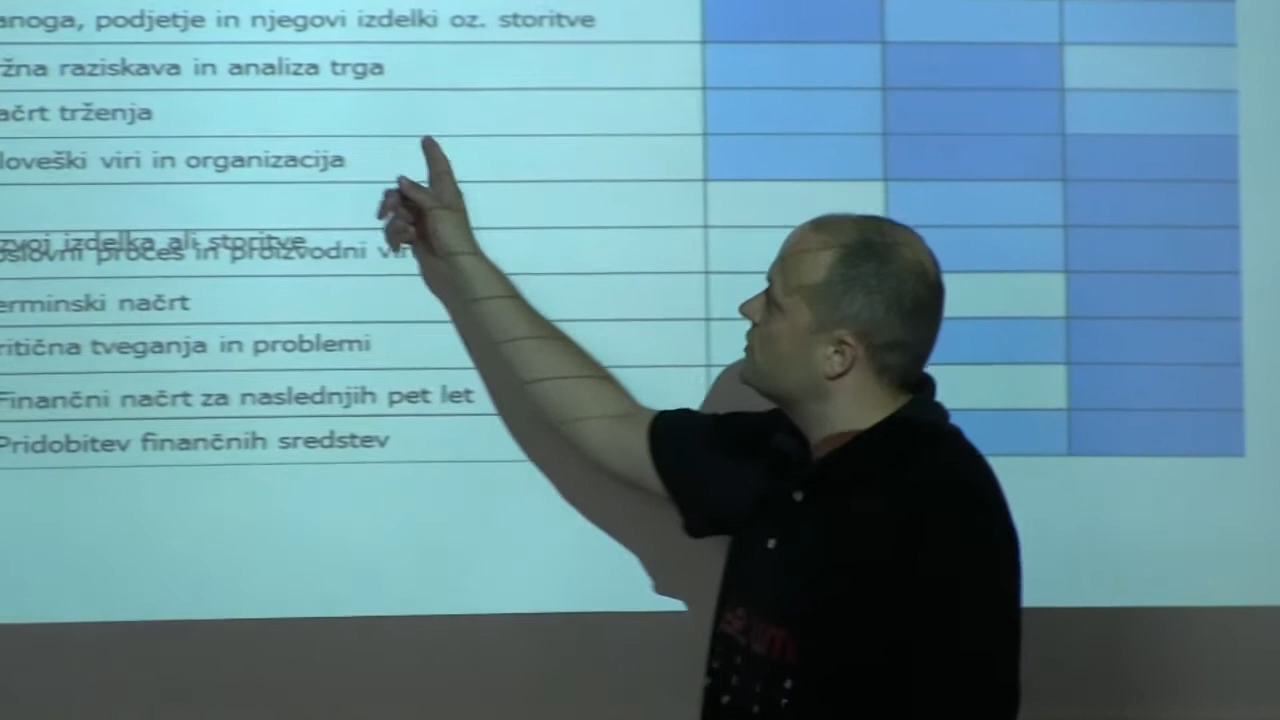 anoga, podjetje in njegovi izdelki oz. storitve
žna raziskava in analiza trga
ačrt trženja
loveški viri in organizacija
zvoj izdelka ali storitve
oslovni proces in proizvodni vir
erminski načrt
ritična tveganja in problemi
Finančni načrt za naslednjih pet let
Pridobitev finančnih sredstev